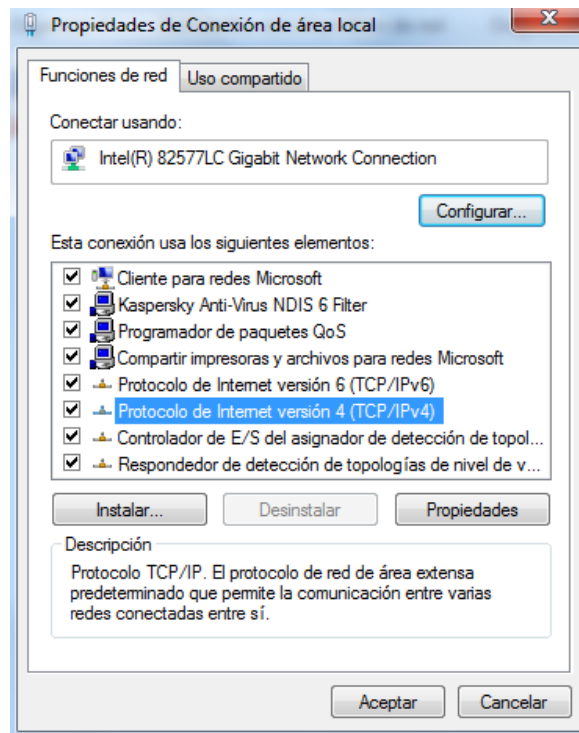 Propiedades de Conexión de área local
Funciones de red
Uso compartido
Conectar usando:
Intel(R) 82577LC Gigabit Network Connection
Configurar...
Esta conexión usa los siguientes elementos:
Cliente para redes Microsoft
Kaspersky Anti-Virus NDIS 6 Filter
Programador de paquetes QoS
Compartir impresoras y archivos para redes Microsoft
Protocolo de Internet versión 6 (TCP/IPv6)
Protocolo de Internet versión 4 (TCP/IPv4)
Controlador de E/S del asignador de detección de topol...
Respondedor de detección de topologías de nivel de v...
Instalar...
Desinstalar
Propiedades
Descripción
Protocolo TCP/IP. El protocolo de red de área extensa
predeterminado que permite la comunicación entre varias
redes conectadas entre sí.
Aceptar
Cancelar